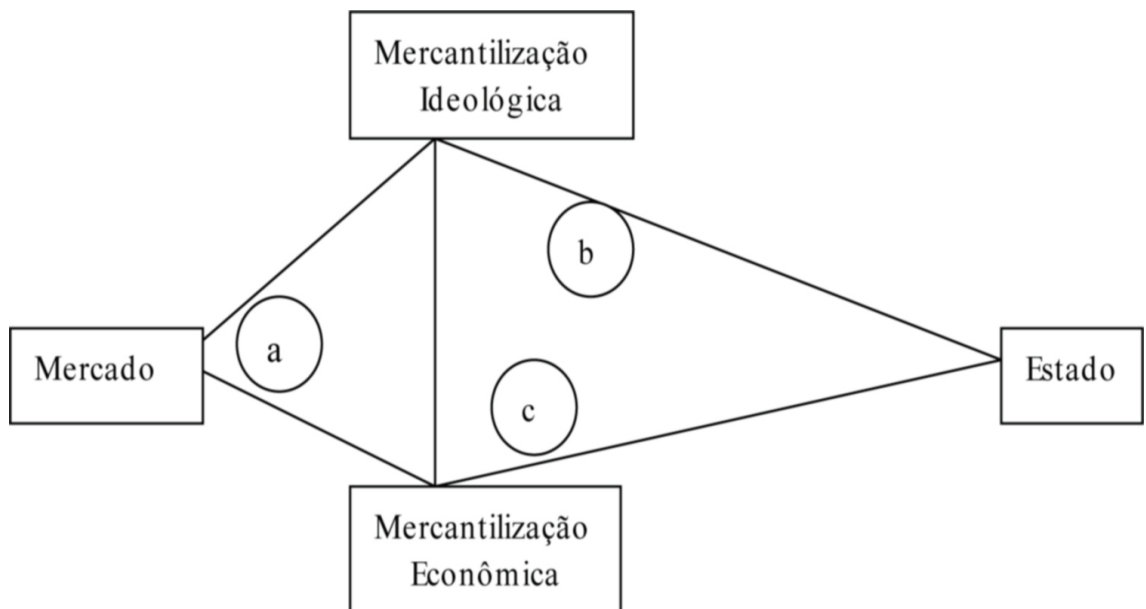 Mercantilização
Ideológica
b
a
Mercado
Estado
c
Mercantilização
Econômica